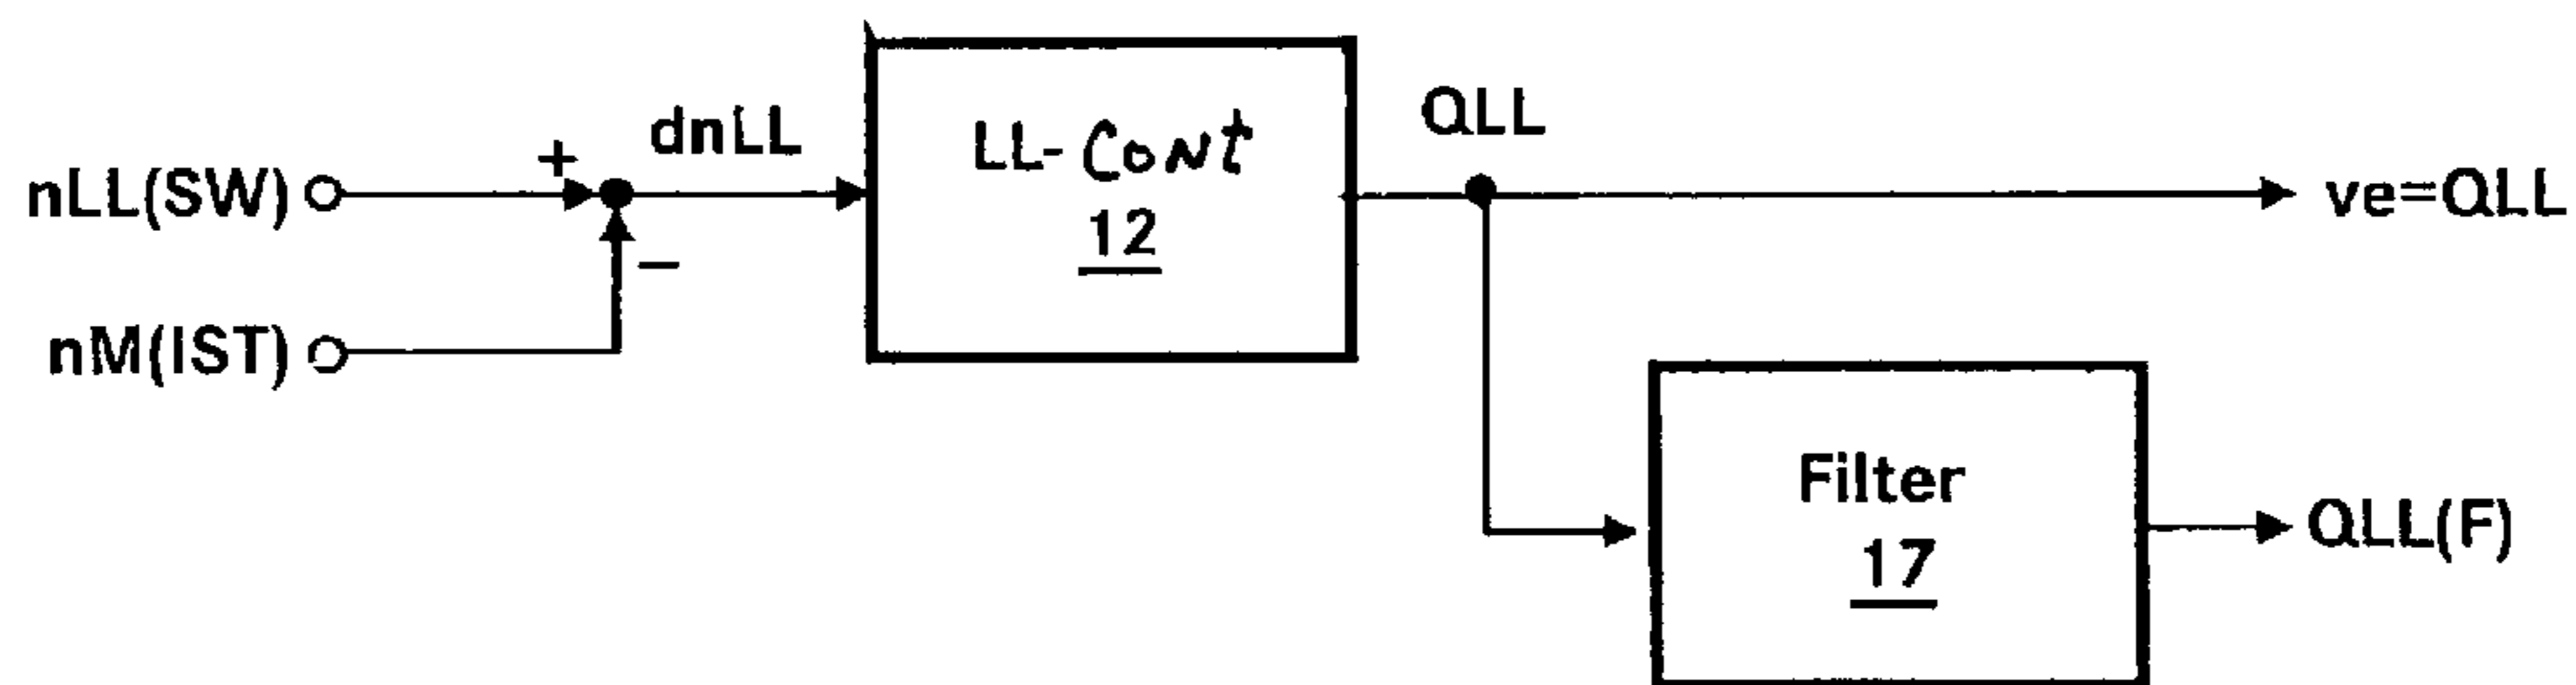 nLL(SW)
+
dnLL
LL-Cont
12
QLL
ve=QLL
nM(IST)
−
Filter
17
QLL(F)